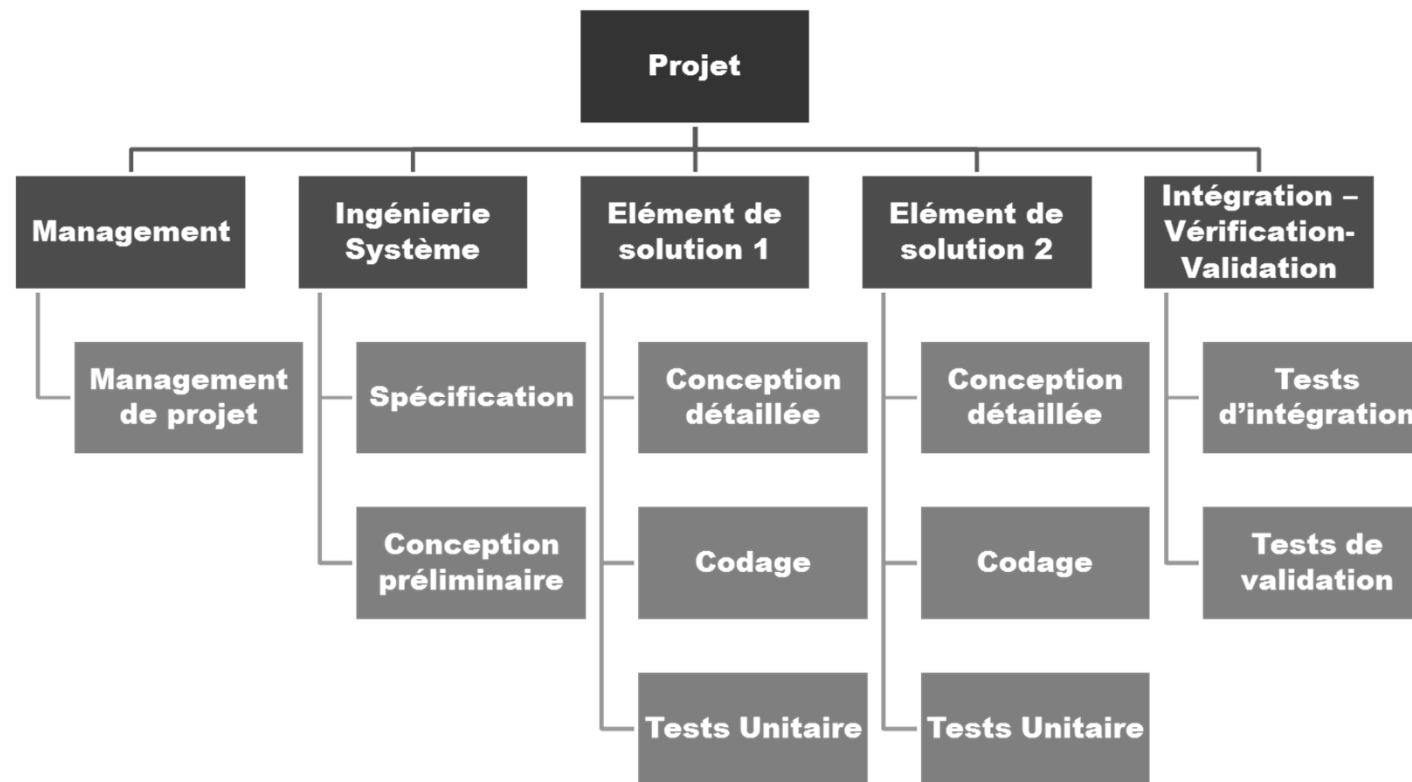 Projet
Management
Ingénierie
Système
Elément de
solution 1
Elément de
solution 2
Intégration –
Vérification-
Validation
Management
de projet
Spécification
Conception
détaillée
Conception
détaillée
Tests
d’intégration
Conception
préliminaire
Codage
Codage
Tests de
validation
Tests Unitaire
Tests Unitaire